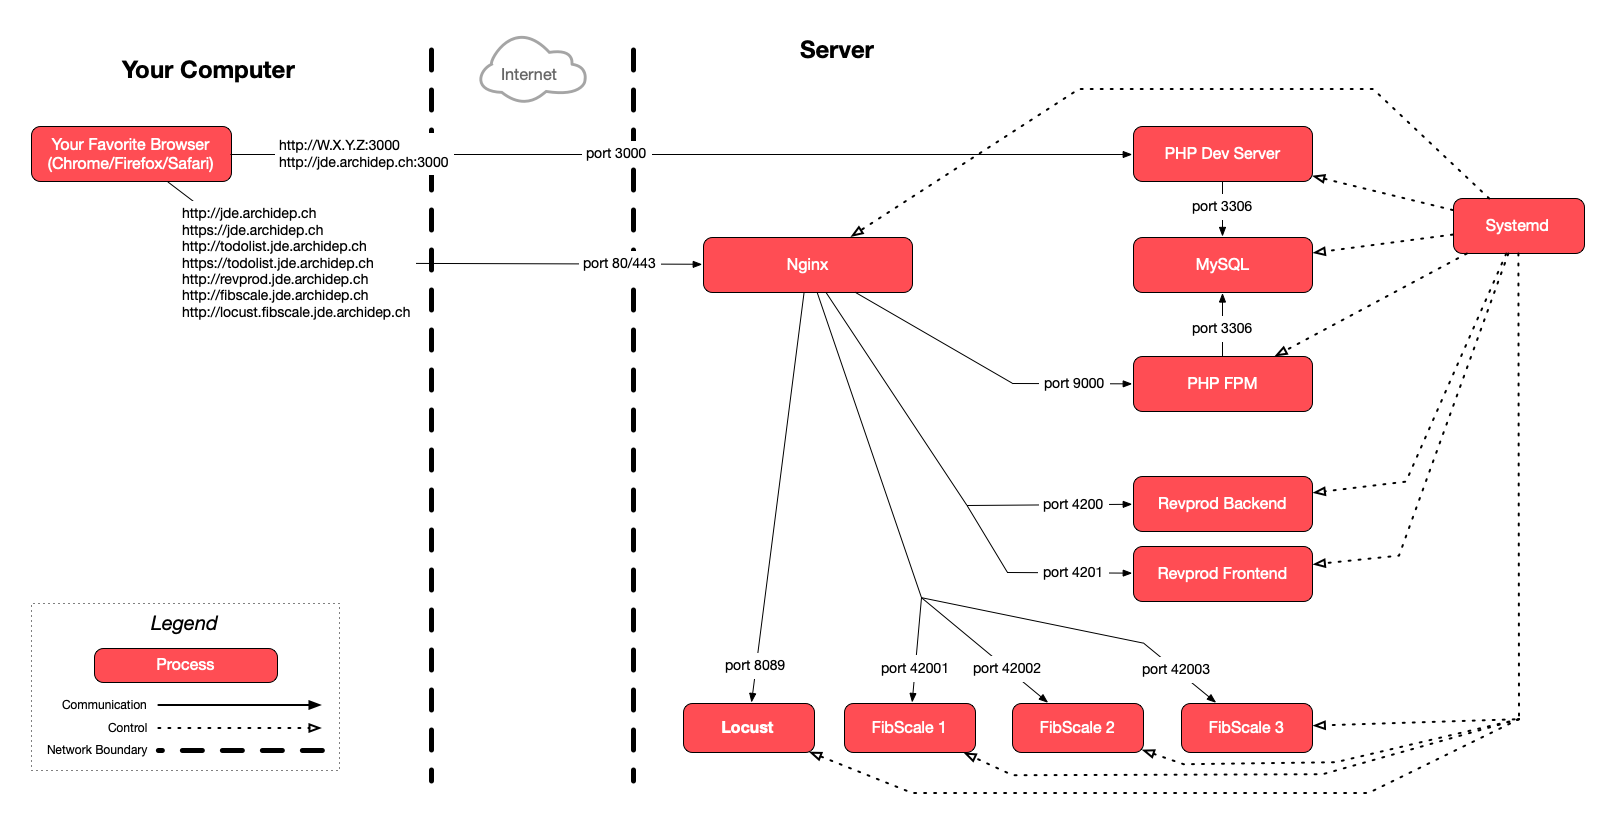 Your Computer
Internet
Server
Your Favorite Browser
(Chrome/Firefox/Safari)
http://W.X.Y.Z:3000
http://jde.archidep.ch:3000
port 3000
PHP Dev Server
port 3306
http://jde.archidep.ch
https://jde.archidep.ch
http://todolist.jde.archidep.ch
https://todolist.jde.archidep.ch
http://revprod.jde.archidep.ch
http://fibscale.jde.archidep.ch
http://locust.fibscale.jde.archidep.ch
port 80/443
Nginx
MySQL
Systemd
port 3306
port 9000
PHP FPM
port 4200
Revprod Backend
port 4201
Revprod Frontend
port 8089
port 42001
port 42002
port 42003
Locust
FibScale 1
FibScale 2
FibScale 3
Legend
Process
Communication
Control
Network Boundary